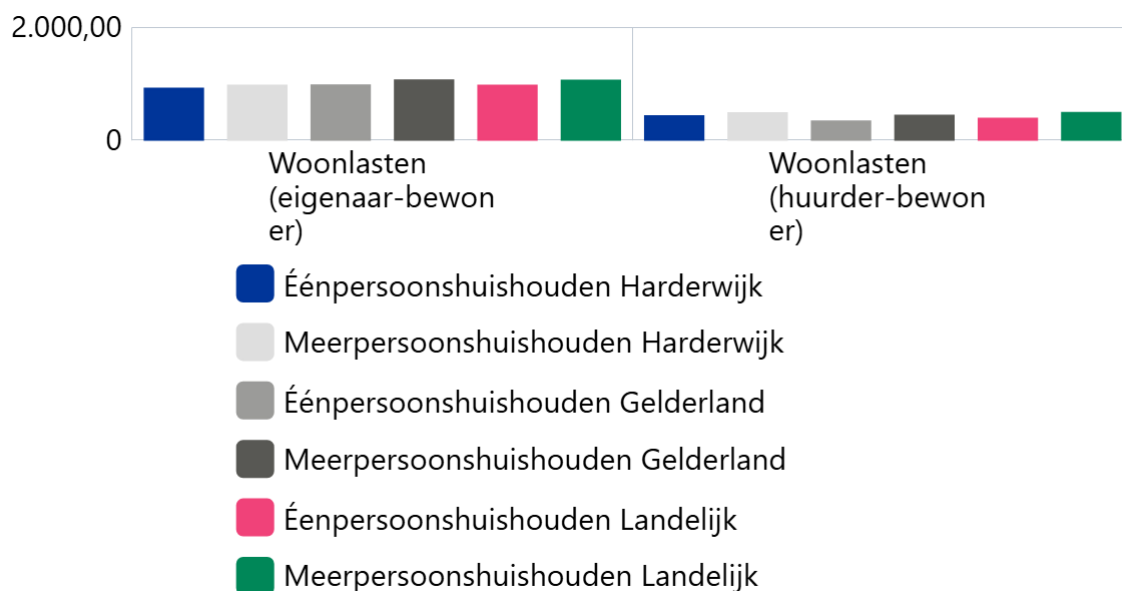 2.000,00
0
Woonlasten
(eigenaar-bewon
er)
Woonlasten
(huurder-bewon
er)
Éénpersoonshuishouden Harderwijk
Meerpersoonshuishouden Harderwijk
Éénpersoonshuishouden Gelderland
Meerpersoonshuishouden Gelderland
Éenpersoonshuishouden Landelijk
Meerpersoonshuishouden Landelijk